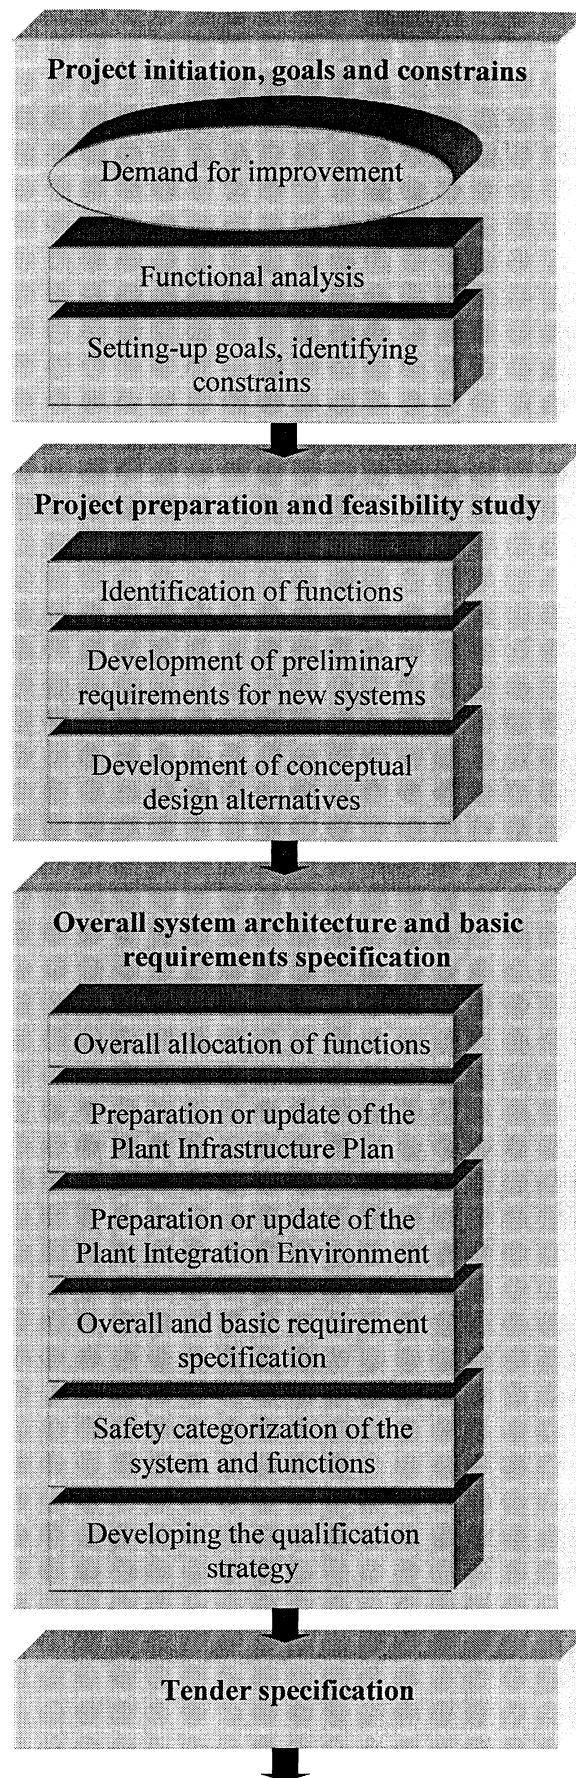 Project initiation, goals and constrains
Demand for improvement
Functional analysis
Setting-up goals, identifying
constrains
Project preparation and feasibility study
Identification of functions
Development of preliminary
requirements for new systems
Development of conceptual
design alternatives
Overall system architecture and basic
requirements specification
Overall allocation of functions
Preparation or update of the
Plant Infrastructure Plan
Preparation or update of the
Plant Integration Environment
Overall and basic requirement
specification
Safety categorization of the
system and functions
Developing the qualification
strategy
Tender specification